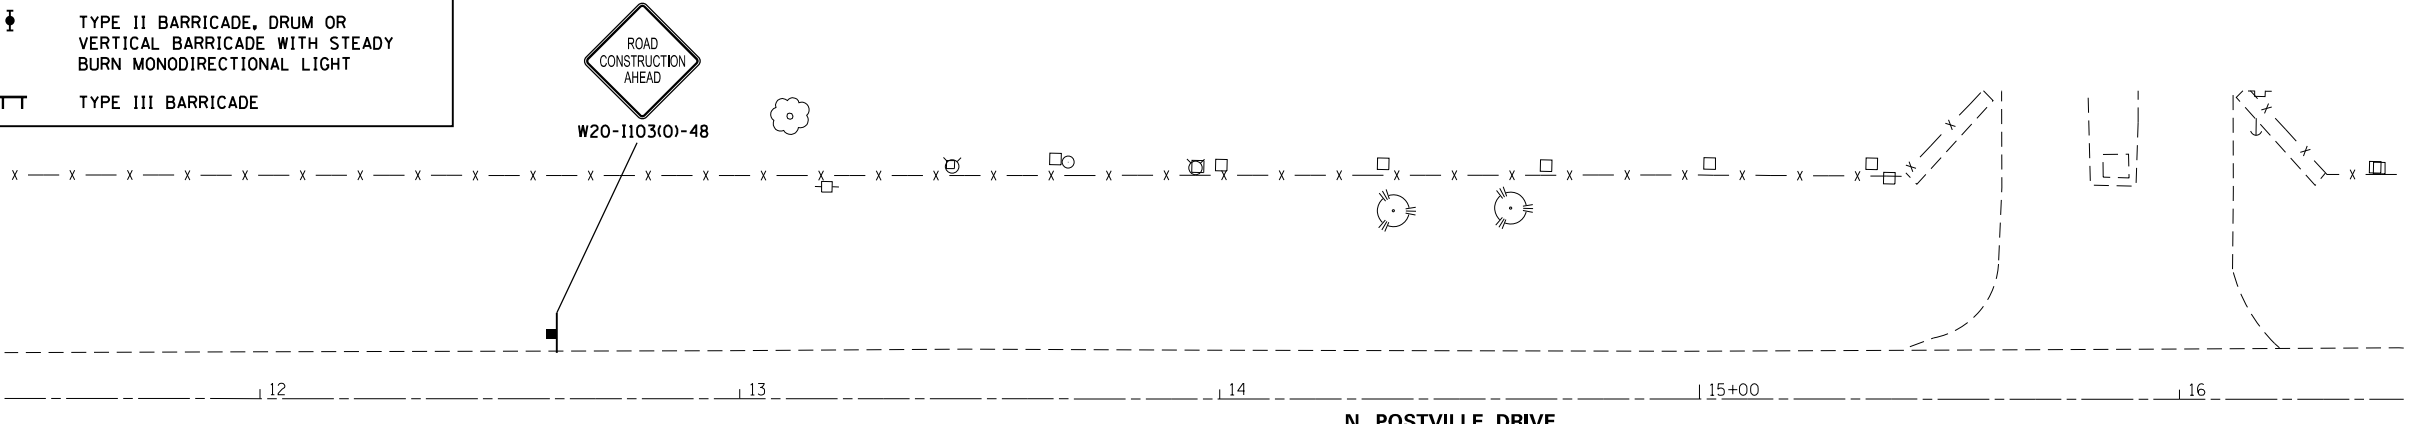 TYPE II BARRICADE, DRUM OR
VERTICAL BARRICADE WITH STEADY
BURN MONODIRECTIONAL LIGHT
TYPE III BARRICADE
ROAD
CONSTRUCTION
AHEAD
W20-I103(O)-48
12
13
14
15+00
16
N. POSTVILLE DRIVE